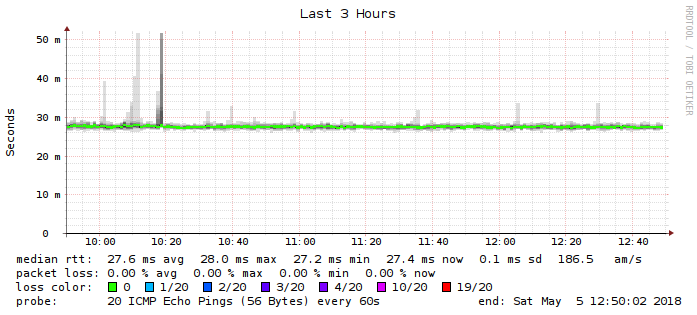 Last 3 Hours
RRDTOOL / TOBI OETIKER
Seconds
50 m
40 m
30 m
20 m
10 m
0
10:00 10:20 10:40 11:00 11:20 11:40 12:00 12:20 12:40
median rtt: 27.6 ms avg 28.0 ms max 27.2 ms min 27.4 ms now 0.1 ms sd 186.5 am/s
packet loss: 0.00 % avg 0.00 % max 0.00 % min 0.00 % now
loss color: 0 1/20 2/20 3/20 4/20 10/20 19/20
probe: 20 ICMP Echo Pings (56 Bytes) every 60s end: Sat May 5 12:50:02 2018